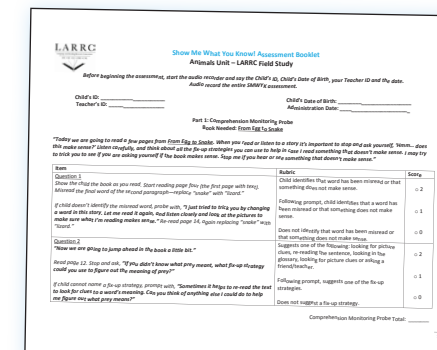 LARRC
Show Me What You Know! Assessment Booklet
Animals Unit – LARRC Field Study
Before beginning the assessment, start the audio recorder and say the Child's ID, Child's Date of Birth, your Teacher ID and the date.
Audio record the entire SMWYK assessment.
Child's ID: ____________________
Child's Date of Birth: ____________________
Teacher's ID: ____________________
Administration Date: ____________________
Part 1: Comprehension Monitoring Probe
Book Needed: From Egg to Snake
"Today we are going to read a few pages from From Egg to Snake. When you read or listen to a story it's important to stop and ask yourself, 'Hmm... does
this make sense?' Listen carefully, and think about all the fix-up strategies you can use to help in case I read something that doesn't make sense. I may try
to trick you to see if you are asking yourself if the book makes sense. Stop me if you hear or see something that doesn't make sense."
Item Rubric Score
Question 1
Show the child the book as you read. Start reading page four (the first page with text).
Misread the final word of the second paragraph—replace "snake" with "lizard."
If child doesn't identify the misread word, probe with, "I just tried to trick you by changing
a word in this story. Let me read it again, and listen closely and look at the pictures to
make sure what I'm reading makes sense." Re-read page 14, Again replacing "snake" with
"lizard."
Child identifies that word has been misread or that
something does not make sense.
○ 2
Following prompt, child identifies that a word has
been misread or that something does not make
sense.
○ 1
Does not identify that word has been misread or
that something does not make sense.
○ 0
Question 2
"Now we are going to jump ahead in the book a little bit."
Read page 12. Stop and ask, "If you didn't know what prey meant, what fix-up strategy
could you use to figure out the meaning of prey?"
If child cannot name a fix-up strategy, prompt with, "Sometimes it helps to re-read the text
to look for clues to a word's meaning. Can you think of anything else I could do to help
me figure out what prey means?"
Suggests one of the following: looking for picture
clues, re-reading the sentence, looking in the
glossary, looking for picture clues or asking a
friend/teacher.
○ 2
Following prompt, suggests one of the fix-up
strategies.
○ 1
Does not suggest a fix-up strategy.
○ 0
Comprehension Monitoring Probe Total: ______